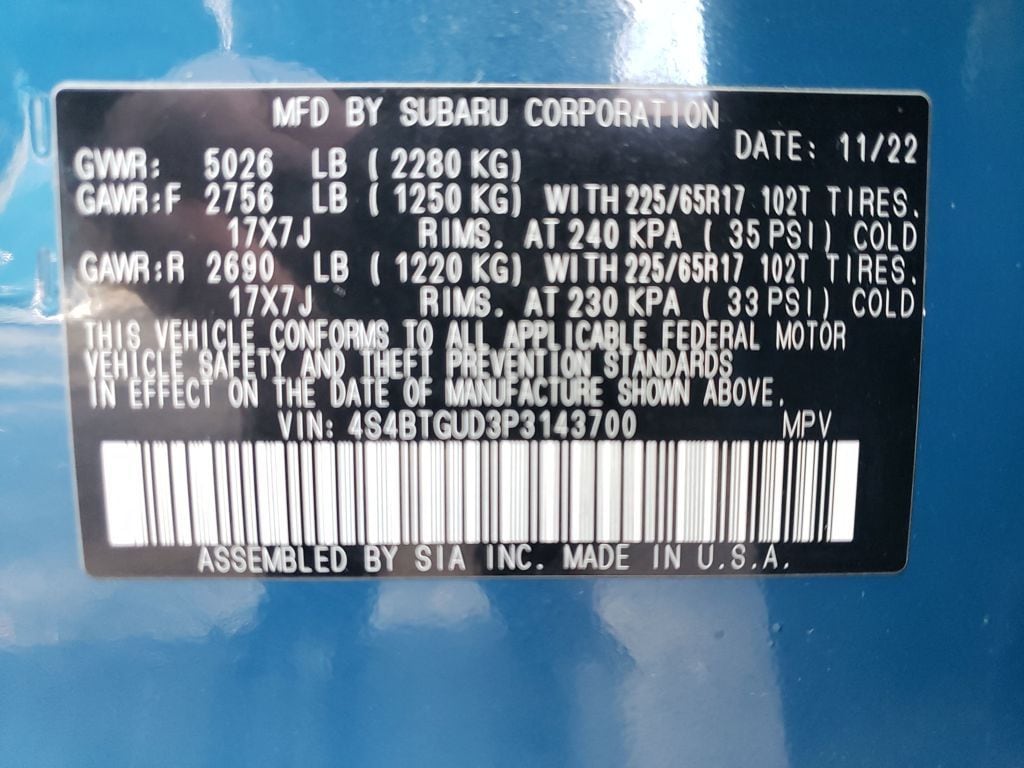 MFD BY SUBARU CORPORATION
DATE: 11/22
GVWR: 5026 LB ( 2280 KG)
GAWR:F 2756 LB ( 1250 KG) WITH 225/65R17 102T TIRES.
17X7J RIMS. AT 240 KPA ( 35 PSI) COLD
GAWR:R 2690 LB ( 1220 KG) WITH 225/65R17 102T TIRES.
17X7J RIMS. AT 230 KPA ( 33 PSI) COLD
THIS VEHICLE CONFORMS TO ALL APPLICABLE FEDERAL MOTOR
VEHICLE SAFETY AND THEFT PREVENTION STANDARDS
IN EFFECT ON THE DATE OF MANUFACTURE SHOWN ABOVE.
VIN: 4S4BTGUD3P3143700 MPV
ASSEMBLED BY SIA INC. MADE IN U.S.A.